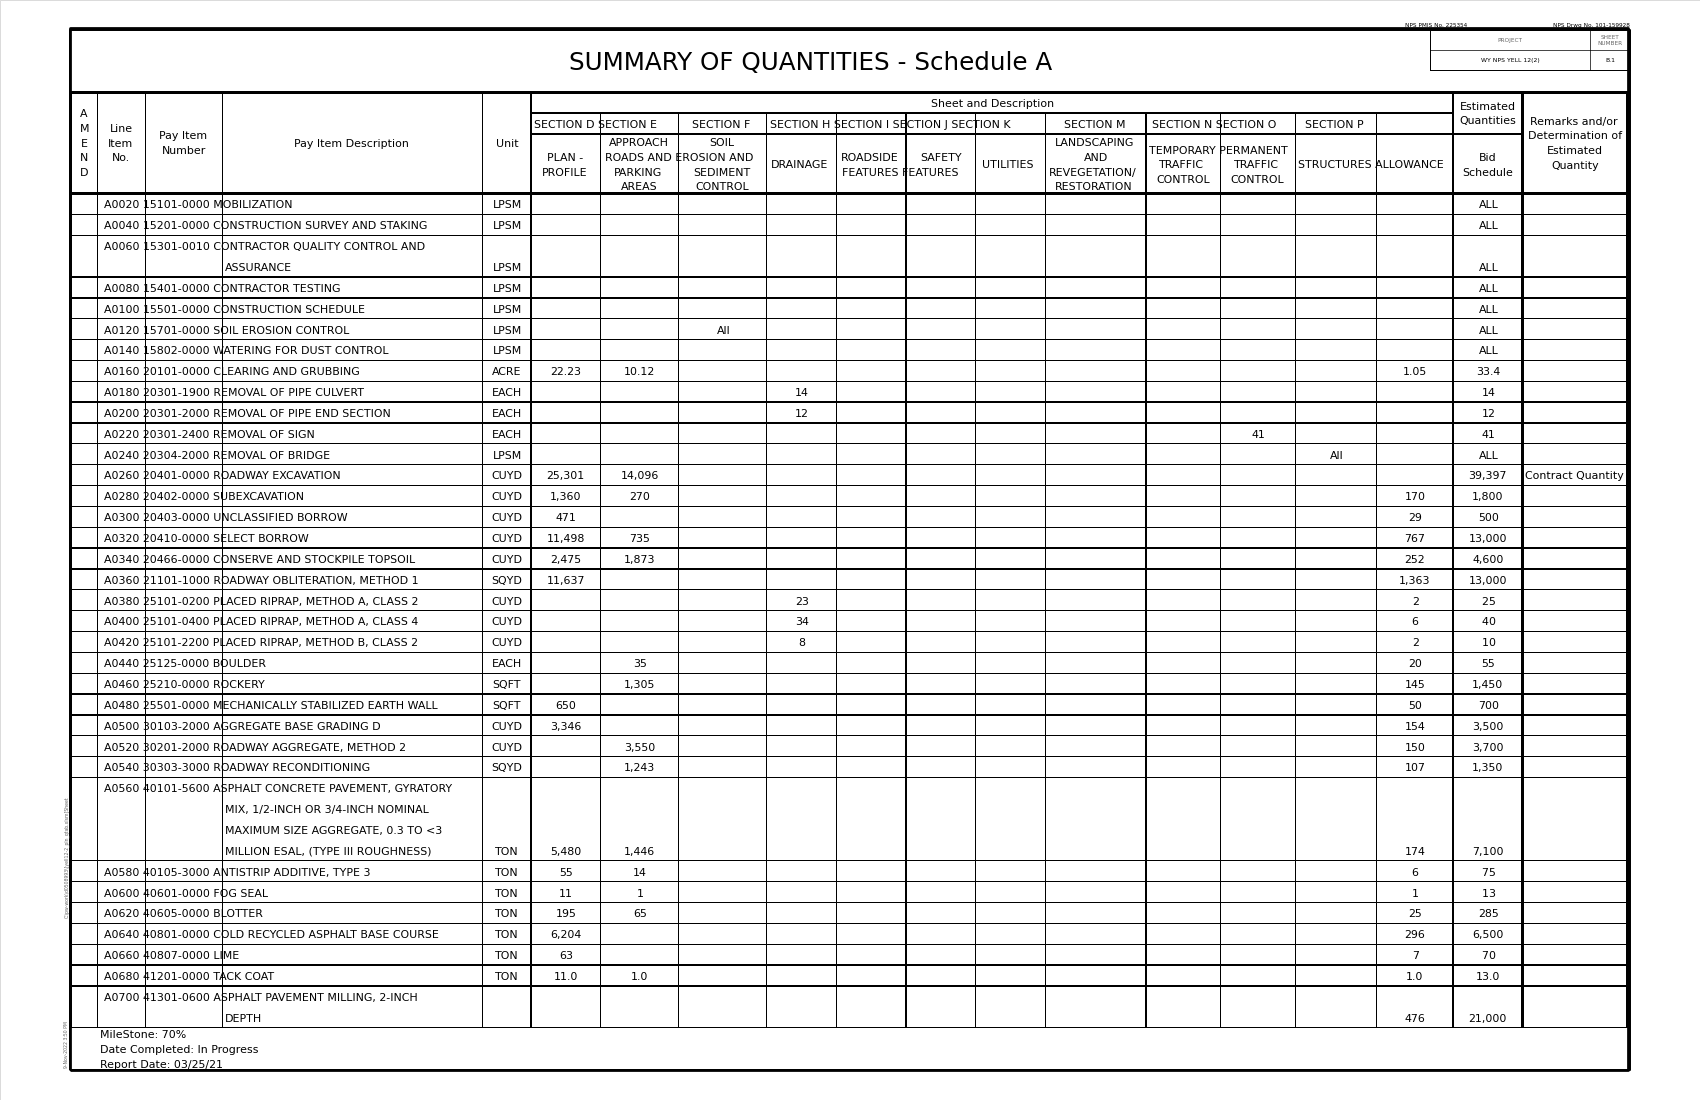 NPS PMIS No. 225354 NPS Drwg No. 101-159928
PROJECT SHEET NUMBER
WY NPS YELL 12(2) B.1
SUMMARY OF QUANTITIES - Schedule A
Sheet and Description
AMEND Line Item No. Pay Item Number Pay Item Description Unit
SECTION D SECTION E SECTION F SECTION H SECTION I SECTION J SECTION K SECTION M SECTION N SECTION O SECTION P
PLAN - PROFILE
APPROACH ROADS AND PARKING AREAS
SOIL EROSION AND SEDIMENT CONTROL
DRAINAGE
ROADSIDE FEATURES
SAFETY FEATURES
UTILITIES
LANDSCAPING AND REVEGETATION/ RESTORATION
TEMPORARY TRAFFIC CONTROL
PERMANENT TRAFFIC CONTROL
STRUCTURES
ALLOWANCE
Estimated Quantities
Bid Schedule
Remarks and/or Determination of Estimated Quantity
A0020 15101-0000 MOBILIZATION LPSM ALL
A0040 15201-0000 CONSTRUCTION SURVEY AND STAKING LPSM ALL
A0060 15301-0010 CONTRACTOR QUALITY CONTROL AND
ASSURANCE LPSM ALL
A0080 15401-0000 CONTRACTOR TESTING LPSM ALL
A0100 15501-0000 CONSTRUCTION SCHEDULE LPSM ALL
A0120 15701-0000 SOIL EROSION CONTROL LPSM All ALL
A0140 15802-0000 WATERING FOR DUST CONTROL LPSM ALL
A0160 20101-0000 CLEARING AND GRUBBING ACRE 22.23 10.12 1.05 33.4
A0180 20301-1900 REMOVAL OF PIPE CULVERT EACH 14 14
A0200 20301-2000 REMOVAL OF PIPE END SECTION EACH 12 12
A0220 20301-2400 REMOVAL OF SIGN EACH 41 41
A0240 20304-2000 REMOVAL OF BRIDGE LPSM All ALL
A0260 20401-0000 ROADWAY EXCAVATION CUYD 25,301 14,096 39,397 Contract Quantity
A0280 20402-0000 SUBEXCAVATION CUYD 1,360 270 170 1,800
A0300 20403-0000 UNCLASSIFIED BORROW CUYD 471 29 500
A0320 20410-0000 SELECT BORROW CUYD 11,498 735 767 13,000
A0340 20466-0000 CONSERVE AND STOCKPILE TOPSOIL CUYD 2,475 1,873 252 4,600
A0360 21101-1000 ROADWAY OBLITERATION, METHOD 1 SQYD 11,637 1,363 13,000
A0380 25101-0200 PLACED RIPRAP, METHOD A, CLASS 2 CUYD 23 2 25
A0400 25101-0400 PLACED RIPRAP, METHOD A, CLASS 4 CUYD 34 6 40
A0420 25101-2200 PLACED RIPRAP, METHOD B, CLASS 2 CUYD 8 2 10
A0440 25125-0000 BOULDER EACH 35 20 55
A0460 25210-0000 ROCKERY SQFT 1,305 145 1,450
A0480 25501-0000 MECHANICALLY STABILIZED EARTH WALL SQFT 650 50 700
A0500 30103-2000 AGGREGATE BASE GRADING D CUYD 3,346 154 3,500
A0520 30201-2000 ROADWAY AGGREGATE, METHOD 2 CUYD 3,550 150 3,700
A0540 30303-3000 ROADWAY RECONDITIONING SQYD 1,243 107 1,350
A0560 40101-5600 ASPHALT CONCRETE PAVEMENT, GYRATORY
MIX, 1/2-INCH OR 3/4-INCH NOMINAL
MAXIMUM SIZE AGGREGATE, 0.3 TO <3
MILLION ESAL, (TYPE III ROUGHNESS) TON 5,480 1,446 174 7,100
A0580 40105-3000 ANTISTRIP ADDITIVE, TYPE 3 TON 55 14 6 75
A0600 40601-0000 FOG SEAL TON 11 1 1 13
A0620 40605-0000 BLOTTER TON 195 65 25 285
A0640 40801-0000 COLD RECYCLED ASPHALT BASE COURSE TON 6,204 296 6,500
A0660 40807-0000 LIME TON 63 7 70
A0680 41201-0000 TACK COAT TON 11.0 1.0 1.0 13.0
A0700 41301-0600 ASPHALT PAVEMENT MILLING, 2-INCH
DEPTH 476 21,000
MileStone: 70%
Date Completed: In Progress
Report Date: 03/25/21
9-Nov-2022 3:50 PM